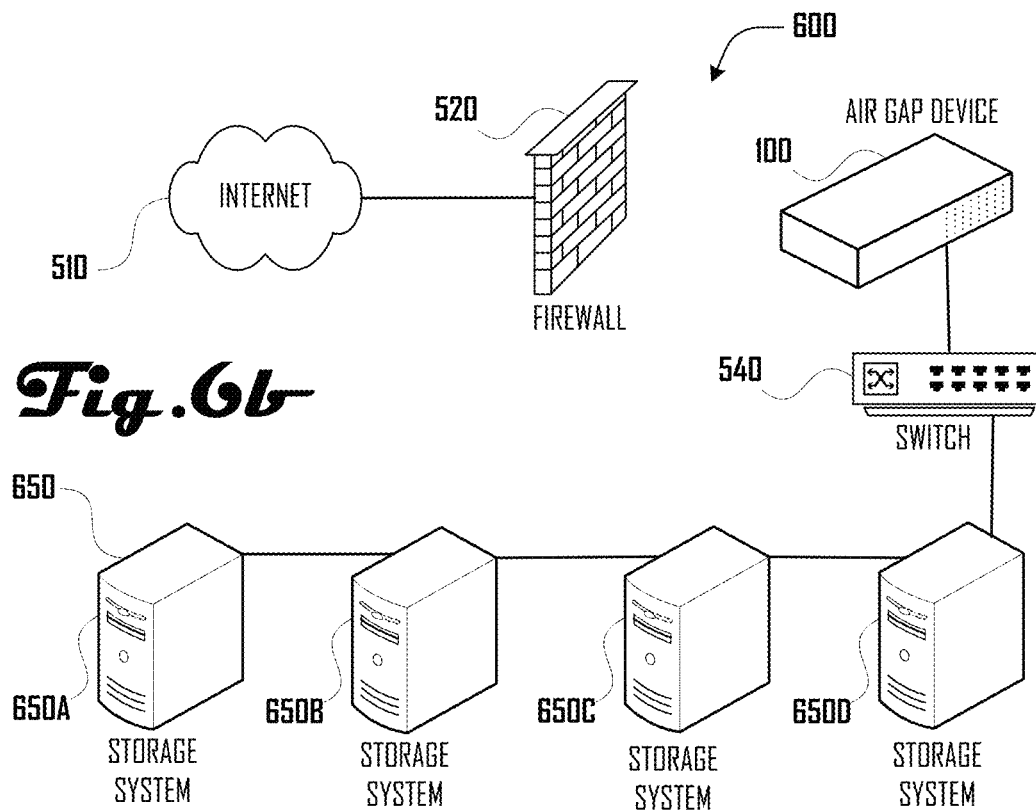 600
520
AIR GAP DEVICE
100
INTERNET
510
FIREWALL
Fig. 6b
540
SWITCH
650
650A
650B
650C
650D
STORAGE
SYSTEM
STORAGE
SYSTEM
STORAGE
SYSTEM
STORAGE
SYSTEM